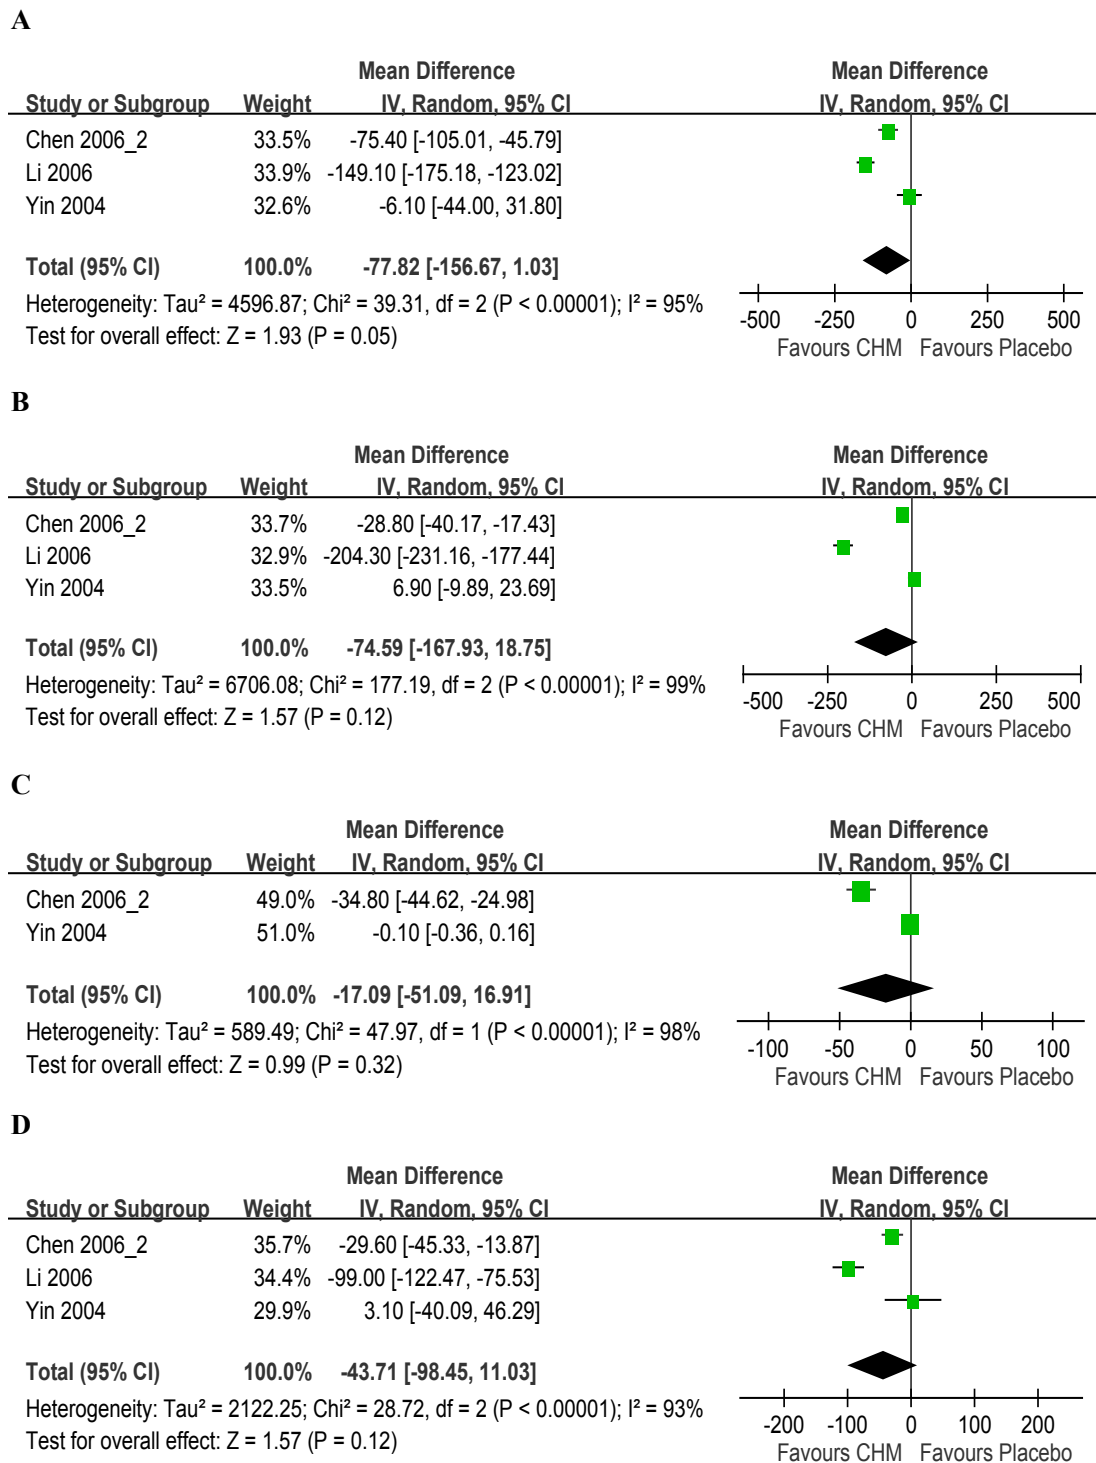 A
Mean Difference Mean Difference
Study or Subgroup Weight IV, Random, 95% CI IV, Random, 95% CI
Chen 2006_2 33.5% -75.40 [-105.01, -45.79]
Li 2006 33.9% -149.10 [-175.18, -123.02]
Yin 2004 32.6% -6.10 [-44.00, 31.80]
Total (95% CI) 100.0% -77.82 [-156.67, 1.03]
Heterogeneity: Tau² = 4596.87; Chi² = 39.31, df = 2 (P < 0.00001); I² = 95%
Test for overall effect: Z = 1.93 (P = 0.05)
-500 -250 0 250 500
Favours CHM Favours Placebo
B
Mean Difference Mean Difference
Study or Subgroup Weight IV, Random, 95% CI IV, Random, 95% CI
Chen 2006_2 33.7% -28.80 [-40.17, -17.43]
Li 2006 32.9% -204.30 [-231.16, -177.44]
Yin 2004 33.5% 6.90 [-9.89, 23.69]
Total (95% CI) 100.0% -74.59 [-167.93, 18.75]
Heterogeneity: Tau² = 6706.08; Chi² = 177.19, df = 2 (P < 0.00001); I² = 99%
Test for overall effect: Z = 1.57 (P = 0.12)
-500 -250 0 250 500
Favours CHM Favours Placebo
C
Mean Difference Mean Difference
Study or Subgroup Weight IV, Random, 95% CI IV, Random, 95% CI
Chen 2006_2 49.0% -34.80 [-44.62, -24.98]
Yin 2004 51.0% -0.10 [-0.36, 0.16]
Total (95% CI) 100.0% -17.09 [-51.09, 16.91]
Heterogeneity: Tau² = 589.49; Chi² = 47.97, df = 1 (P < 0.00001); I² = 98%
Test for overall effect: Z = 0.99 (P = 0.32)
-100 -50 0 50 100
Favours CHM Favours Placebo
D
Mean Difference Mean Difference
Study or Subgroup Weight IV, Random, 95% CI IV, Random, 95% CI
Chen 2006_2 35.7% -29.60 [-45.33, -13.87]
Li 2006 34.4% -99.00 [-122.47, -75.53]
Yin 2004 29.9% 3.10 [-40.09, 46.29]
Total (95% CI) 100.0% -43.71 [-98.45, 11.03]
Heterogeneity: Tau² = 2122.25; Chi² = 28.72, df = 2 (P < 0.00001); I² = 93%
Test for overall effect: Z = 1.57 (P = 0.12)
-200 -100 0 100 200
Favours CHM Favours Placebo